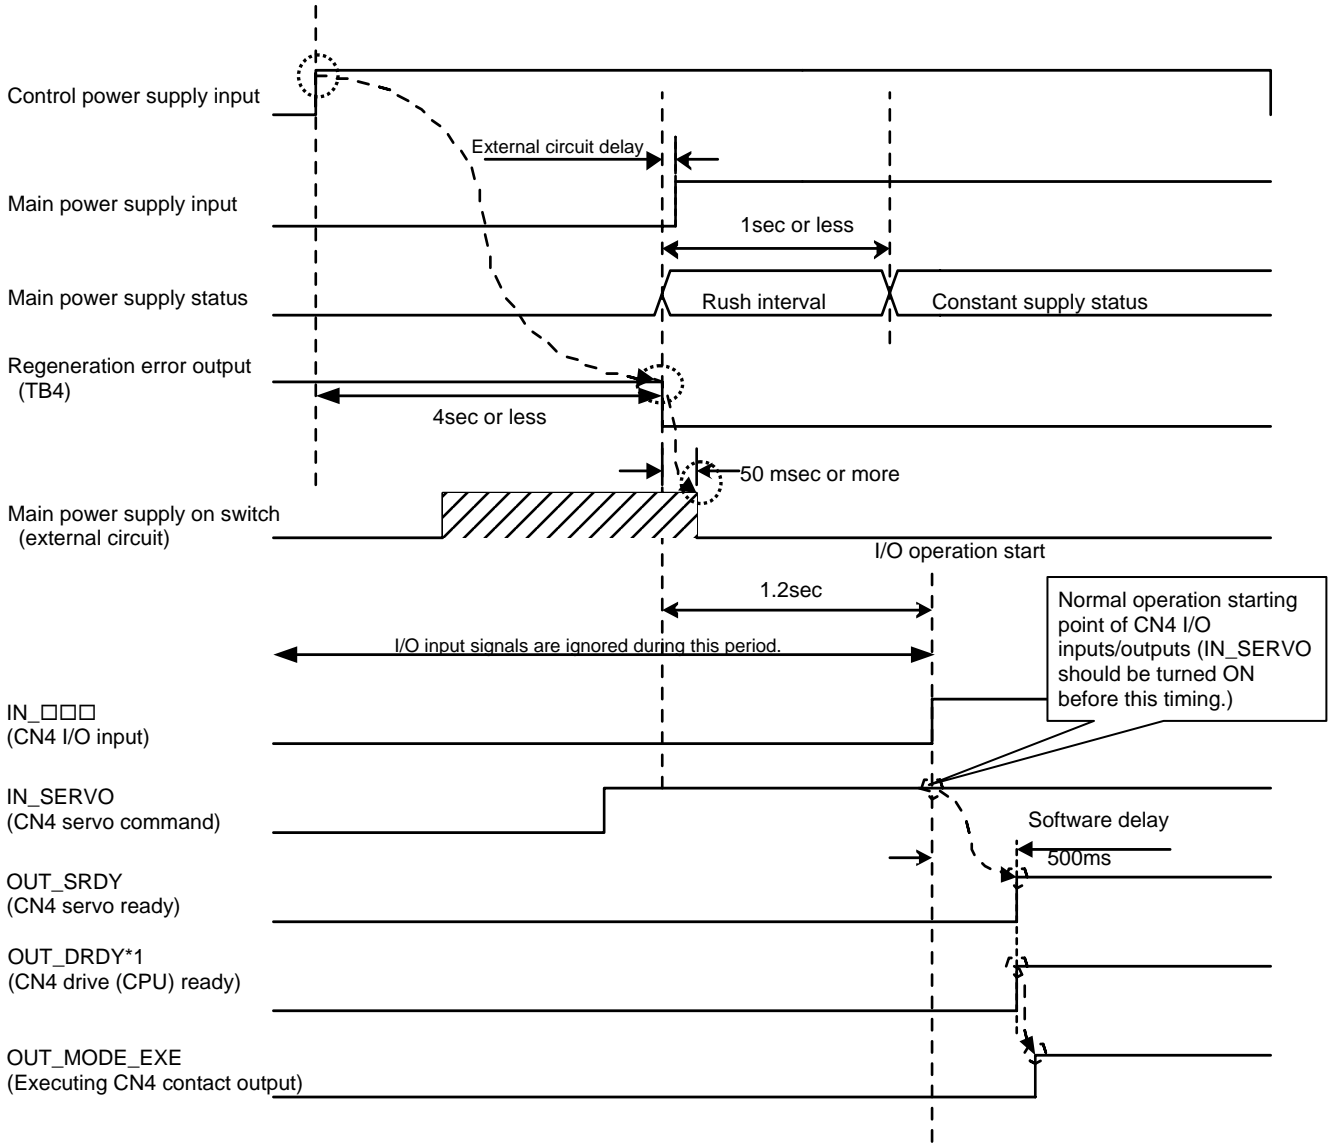 Control power supply input
External circuit delay
Main power supply input
1sec or less
Main power supply status
Rush interval
Constant supply status
Regeneration error output
(TB4)
4sec or less
50 msec or more
Main power supply on switch
(external circuit)
I/O operation start
1.2sec
Normal operation starting
point of CN4 I/O
inputs/outputs (IN_SERVO
should be turned ON
before this timing.)
I/O input signals are ignored during this period.
IN_□□□
(CN4 I/O input)
IN_SERVO
(CN4 servo command)
Software delay
500ms
OUT_SRDY
(CN4 servo ready)
OUT_DRDY*1
(CN4 drive (CPU) ready)
OUT_MODE_EXE
(Executing CN4 contact output)